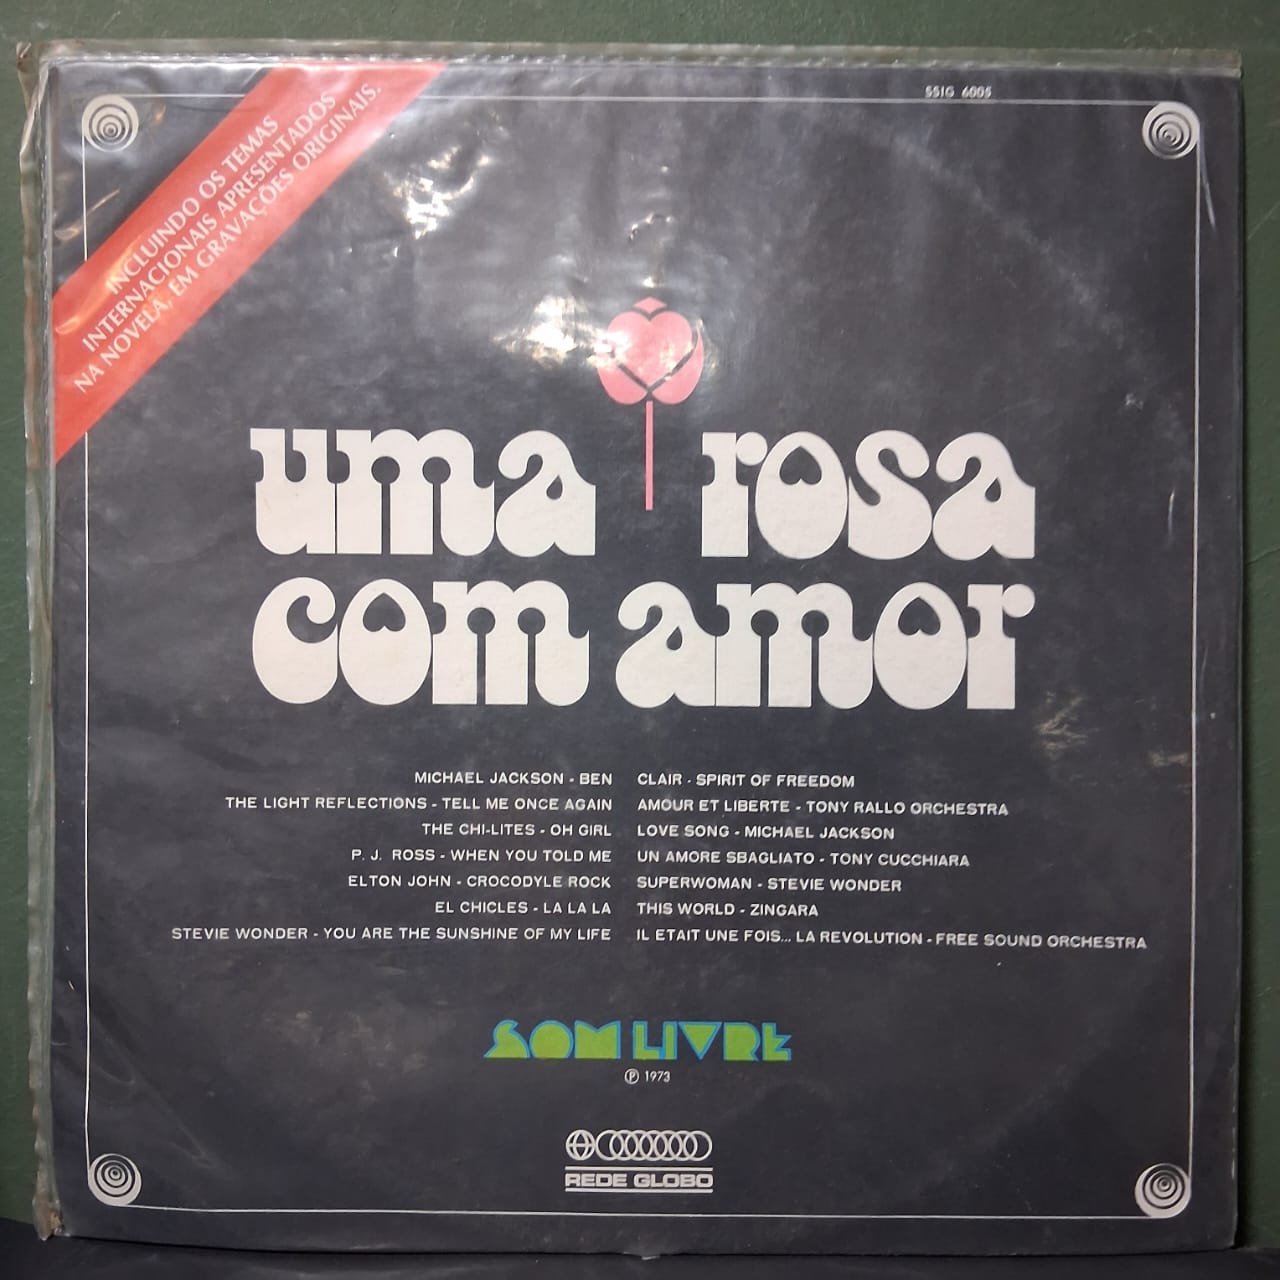 SSIG 6005
INCLUINDO OS TEMAS
INTERNACIONAIS APRESENTADOS
NA NOVELA, EM GRAVAÇÕES ORIGINAIS.
uma rosa
com amor
MICHAEL JACKSON - BEN
THE LIGHT REFLECTIONS - TELL ME ONCE AGAIN
THE CHI-LITES - OH GIRL
P. J. ROSS - WHEN YOU TOLD ME
ELTON JOHN - CROCODYLE ROCK
EL CHICLES - LA LA LA
STEVIE WONDER - YOU ARE THE SUNSHINE OF MY LIFE
CLAIR - SPIRIT OF FREEDOM
AMOUR ET LIBERTE - TONY RALLO ORCHESTRA
LOVE SONG - MICHAEL JACKSON
UN AMORE SBAGLIATO - TONY CUCCHIARA
SUPERWOMAN - STEVIE WONDER
THIS WORLD - ZINGARA
IL ETAIT UNE FOIS... LA REVOLUTION - FREE SOUND ORCHESTRA
SOM LIVRE
℗ 1973
REDE GLOBO